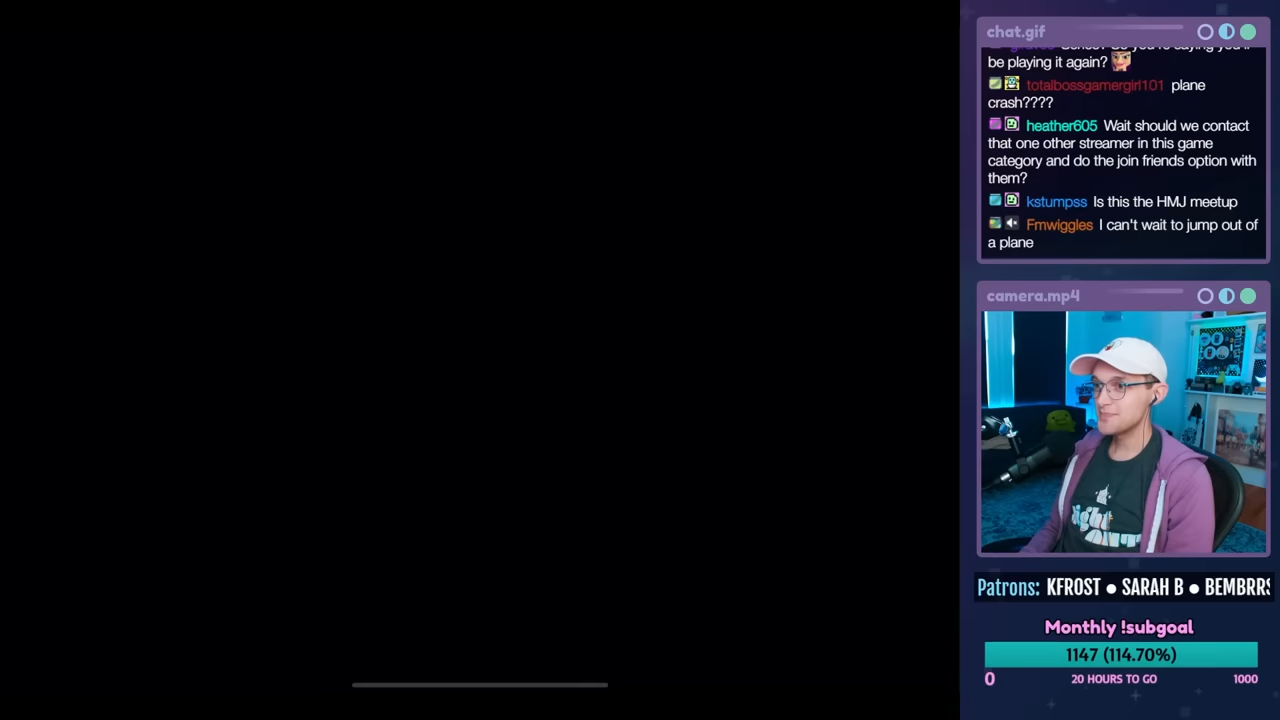 chat.gif
be playing it again?
totalbossgamergirl101 plane
crash????
heather605 Wait should we contact
that one other streamer in this game
category and do the join friends option with
them?
kstumpss Is this the HMJ meetup
Fmwiggles I can't wait to jump out of
a plane
camera.mp4
Patrons: KFROST ● SARAH B ● BEMBRRS
Monthly !subgoal
1147 (114.70%)
0 20 HOURS TO GO 1000